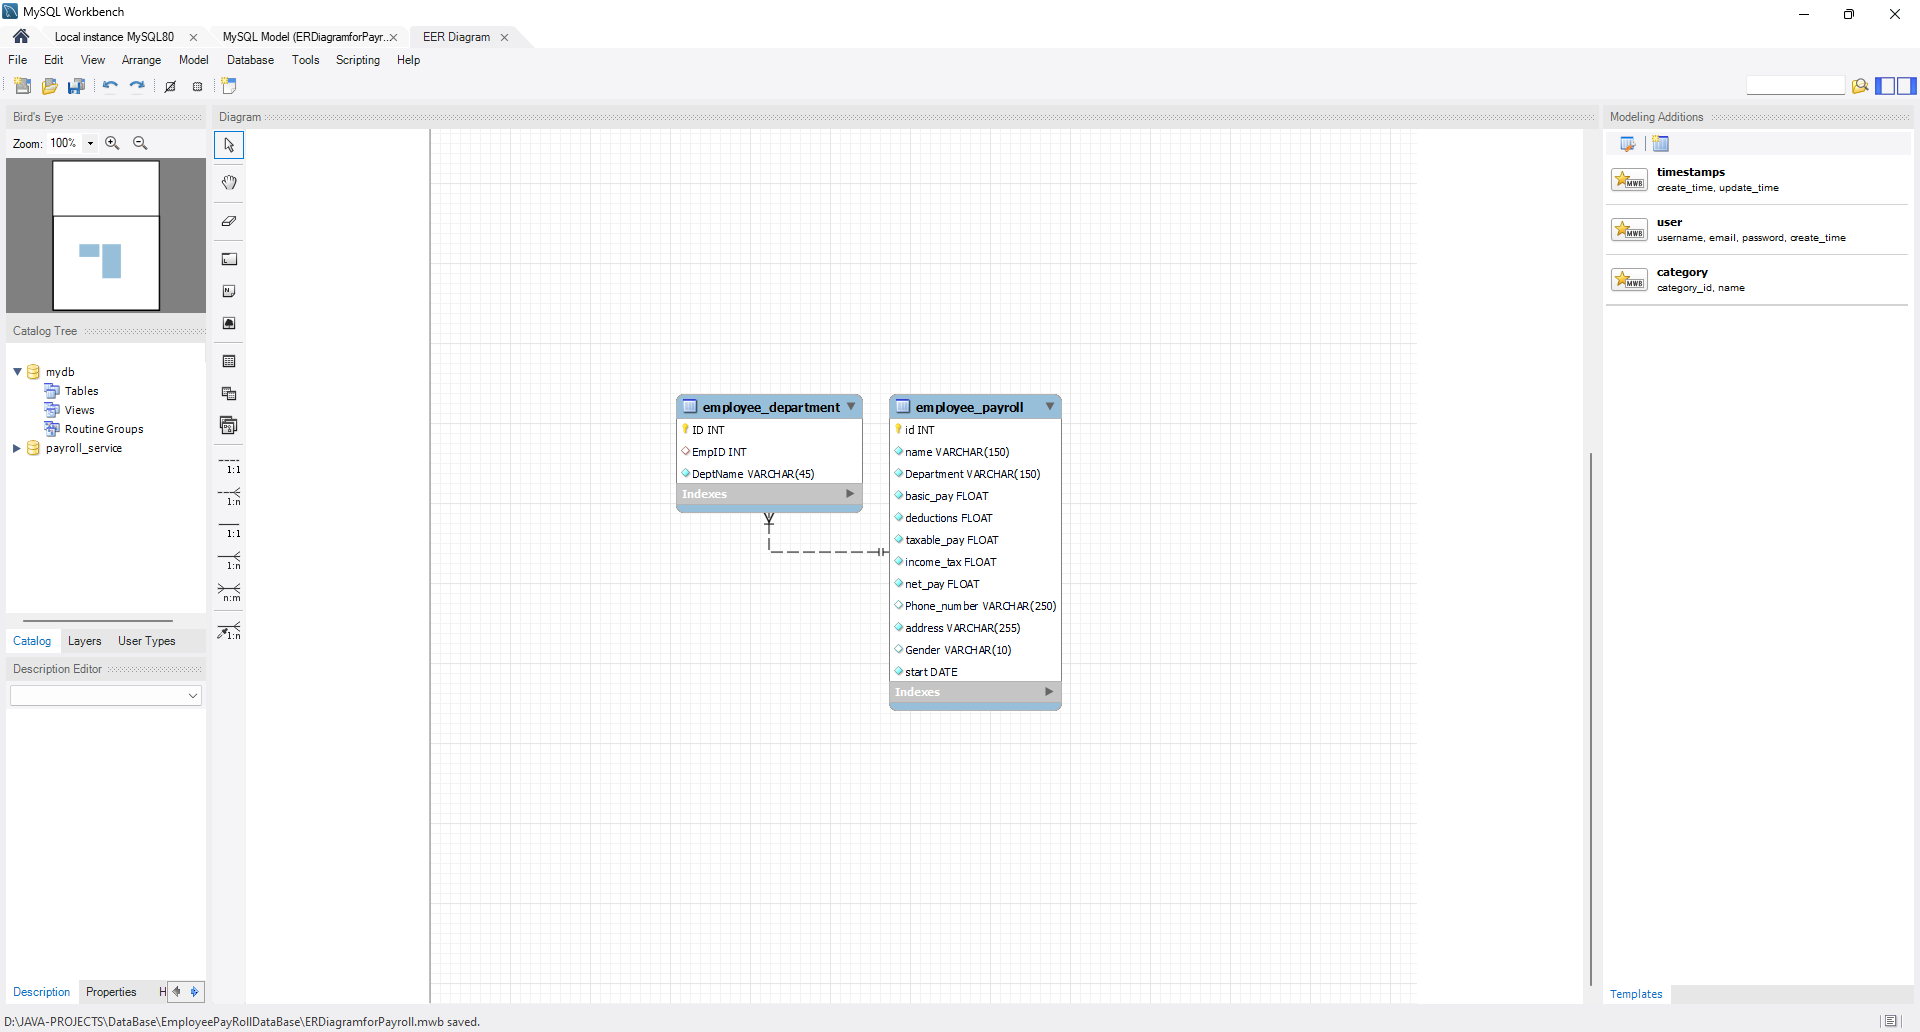 MySQL Workbench
Local instance MySQL80
MySQL Model (ERDiagramforPayr..
EER Diagram
File Edit View Arrange Model Database Tools Scripting Help
Bird's Eye
Zoom: 100%
Diagram
Modeling Additions
timestamps
create_time, update_time
user
username, email, password, create_time
category
category_id, name
MWB
MWB
MWB
Catalog Tree
mydb
Tables
Views
Routine Groups
payroll_service
1:1
1:n
1:1
1:n
n:m
1:n
employee_department
ID INT
EmpID INT
DeptName VARCHAR(45)
Indexes
employee_payroll
id INT
name VARCHAR(150)
Department VARCHAR(150)
basic_pay FLOAT
deductions FLOAT
taxable_pay FLOAT
income_tax FLOAT
net_pay FLOAT
Phone_number VARCHAR(250)
address VARCHAR(255)
Gender VARCHAR(10)
start DATE
Indexes
Catalog Layers User Types
Description Editor
Description Properties H
Templates
D:\JAVA-PROJECTS\DataBase\EmployeePayRollDataBase\ERDiagramforPayroll.mwb saved.